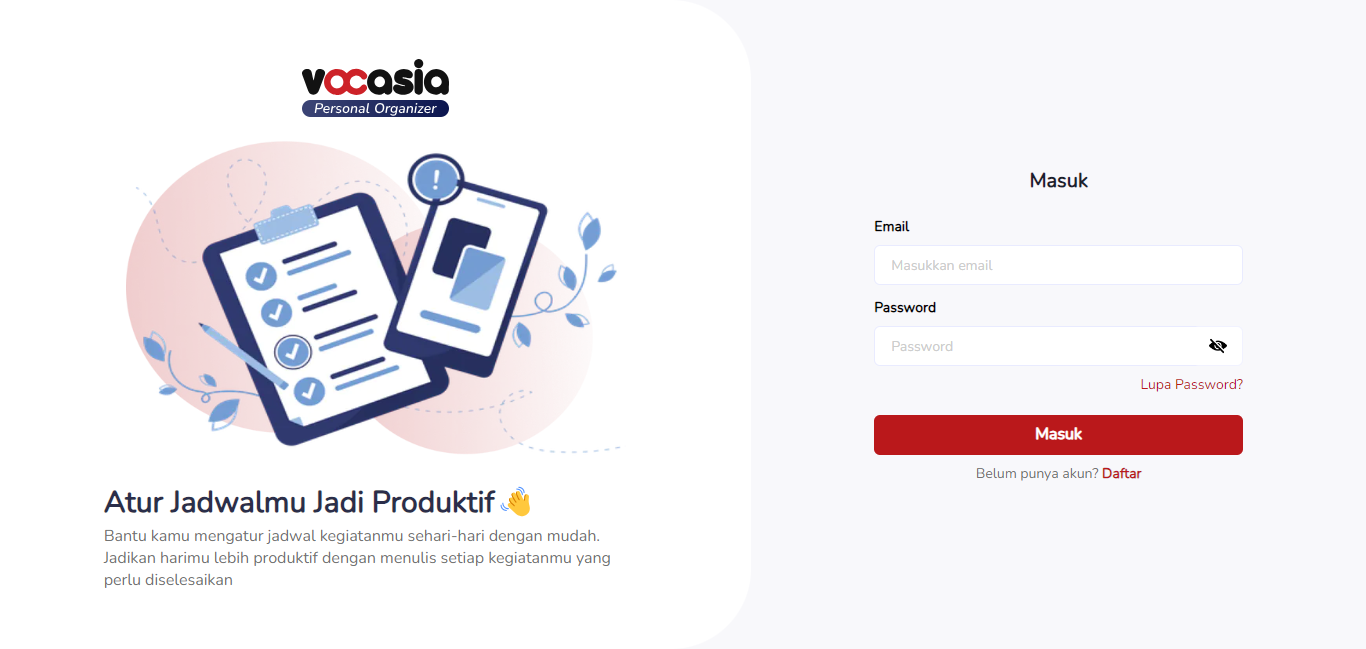 vocasia
Personal Organizer
Atur Jadwalmu Jadi Produktif 👋
Bantu kamu mengatur jadwal kegiatanmu sehari-hari dengan mudah.
Jadikan harimu lebih produktif dengan menulis setiap kegiatanmu yang
perlu diselesaikan
Masuk
Email
Masukkan email
Password
Password
Lupa Password?
Masuk
Belum punya akun? Daftar